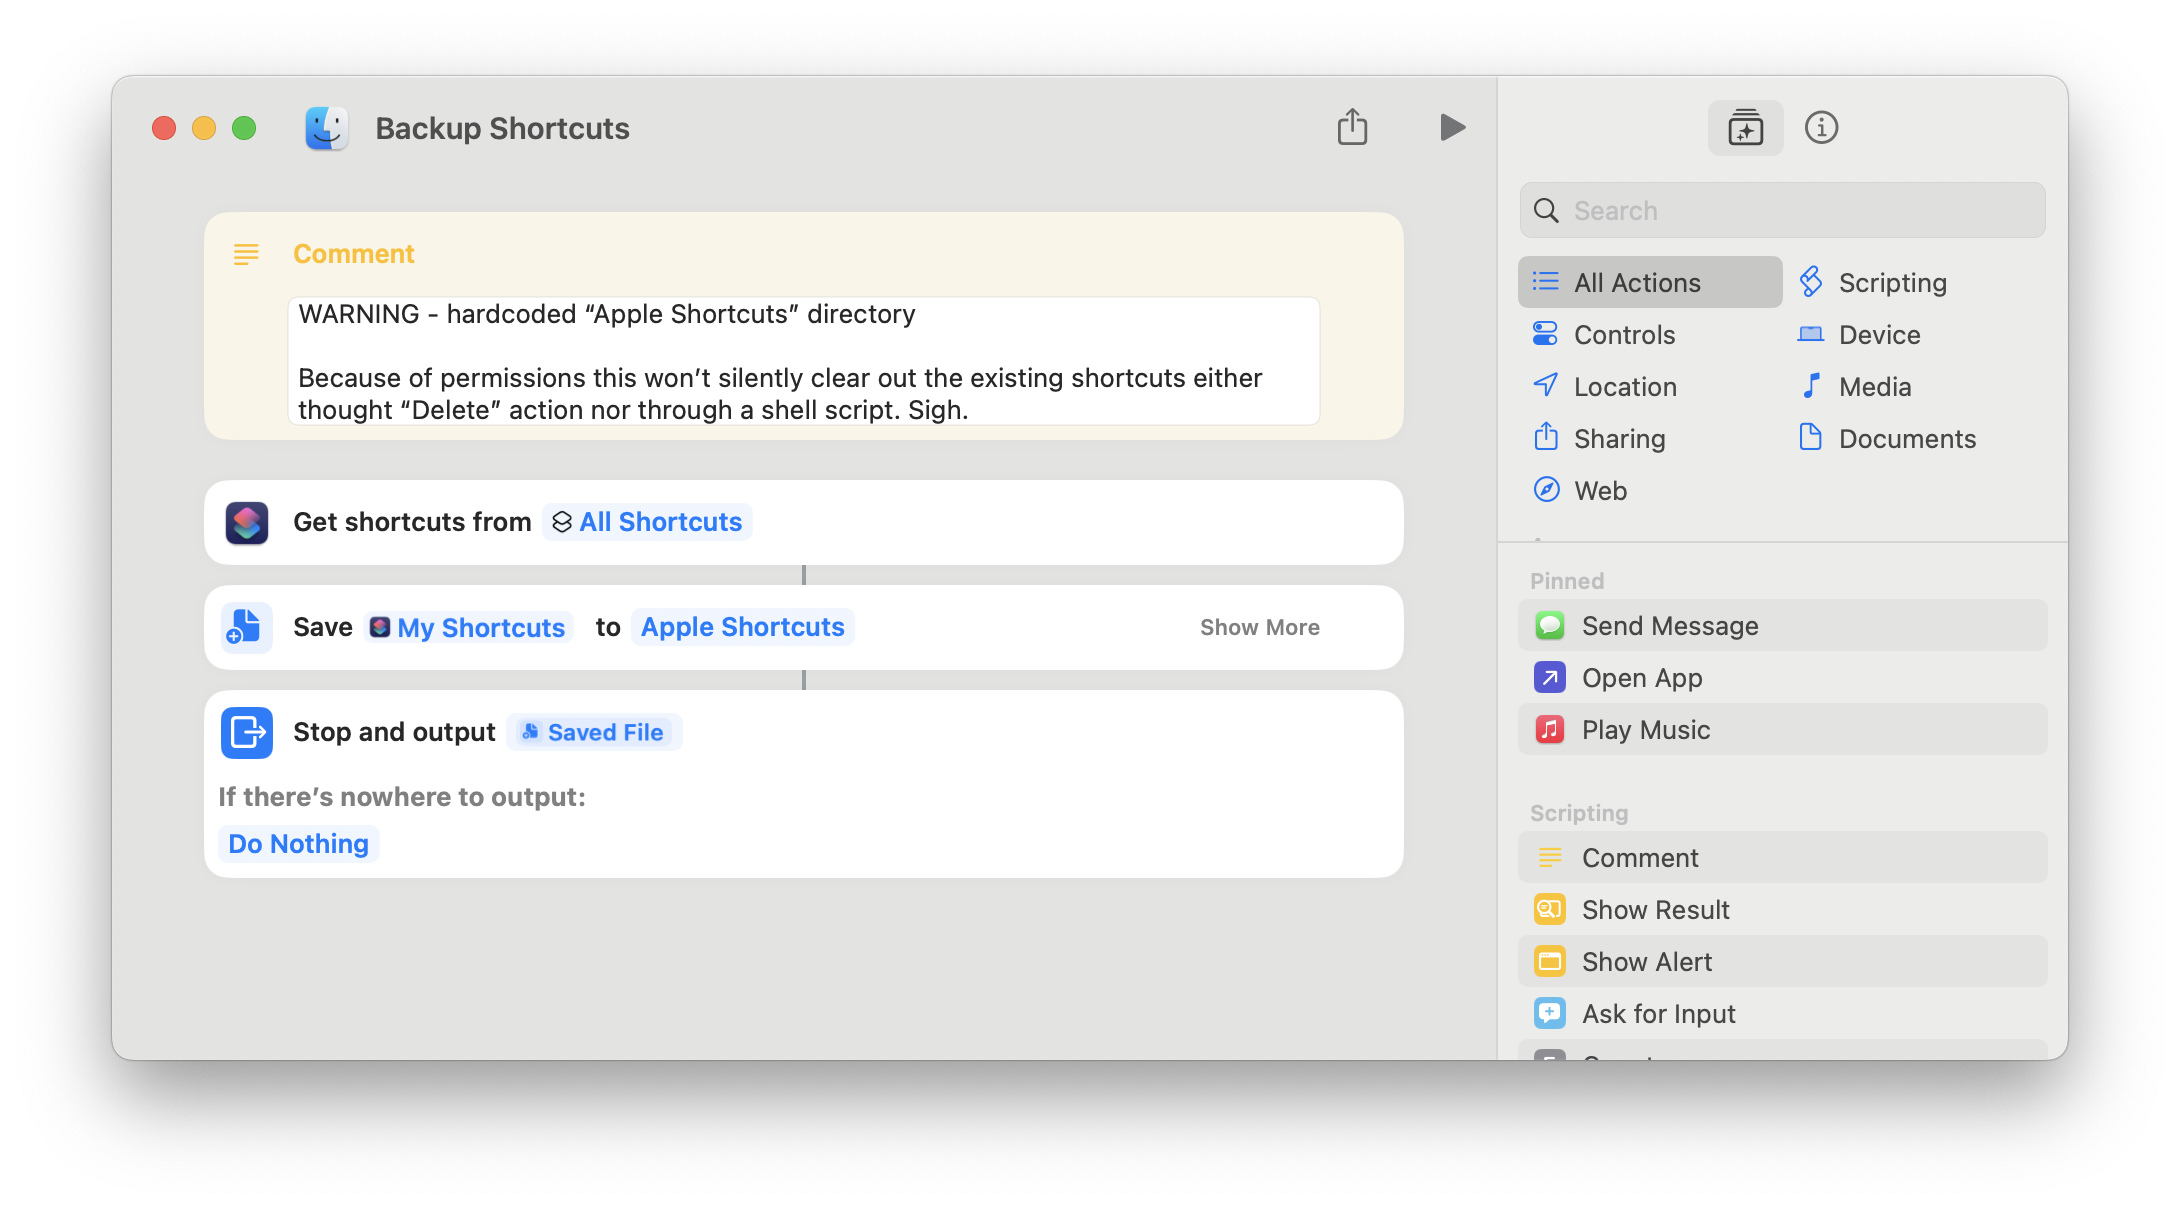 Backup Shortcuts
Comment
WARNING - hardcoded “Apple Shortcuts” directory
Because of permissions this won’t silently clear out the existing shortcuts either
thought “Delete” action nor through a shell script. Sigh.
Get shortcuts from All Shortcuts
Save My Shortcuts to Apple Shortcuts Show More
Stop and output Saved File
If there’s nowhere to output:
Do Nothing
Search
All Actions Scripting
Controls Device
Location Media
Sharing Documents
Web
Pinned
Send Message
Open App
Play Music
Scripting
Comment
Show Result
Show Alert
Ask for Input